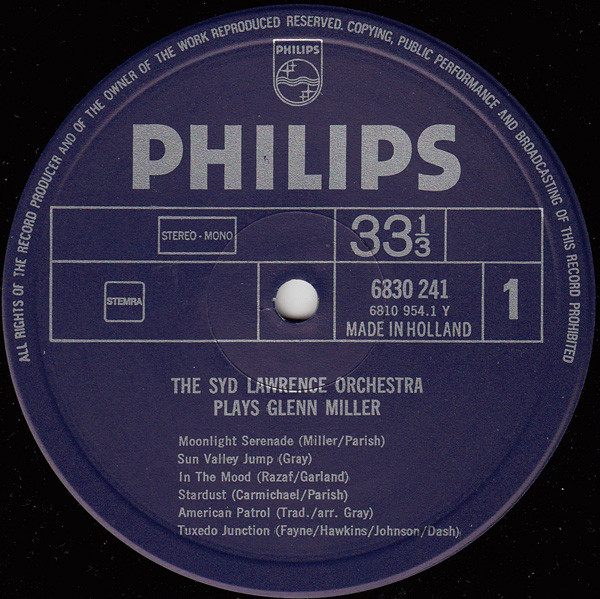 ALL RIGHTS OF THE RECORD PRODUCER AND OF THE OWNER OF THE WORK REPRODUCED RESERVED. COPYING, PUBLIC PERFORMANCE AND BROADCASTING OF THIS RECORD PROHIBITED
PHILIPS
PHILIPS
STEREO - MONO
33 1/3
STEMRA
6830 241
6810 954.1 Y
MADE IN HOLLAND
1
THE SYD LAWRENCE ORCHESTRA
PLAYS GLENN MILLER
Moonlight Serenade (Miller/Parish)
Sun Valley Jump (Gray)
In The Mood (Razaf/Garland)
Stardust (Carmichael/Parish)
American Patrol (Trad./arr. Gray)
Tuxedo Junction (Fayne/Hawkins/Johnson/Dash)